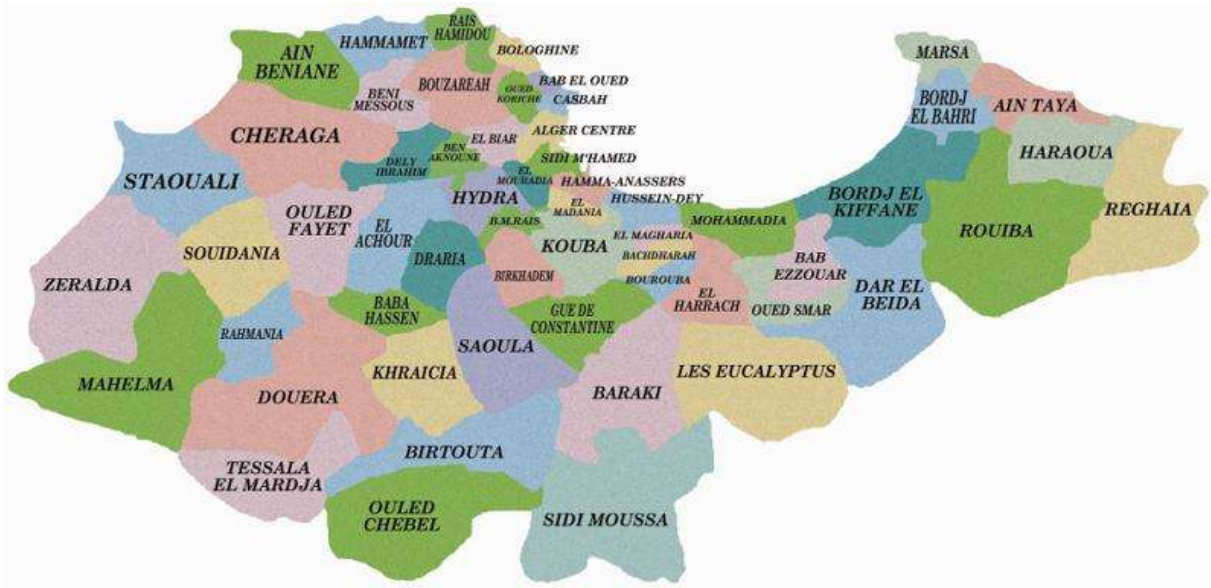 RAIS
HAMIDOU
HAMMAMET
BOLOGHINE
AIN
BENIANE
MARSA
BOUZAREAH
BAB EL OUED
BENI
MESSOUS
OUED
KORICHE
CASBAH
BORDJ
EL BAHRI
AIN TAYA
CHERAGA
ALGER CENTRE
EL BIAR
HARAOUA
BEN
AKNOUNE
SIDI M'HAMED
DELY
IBRAHIM
EL
MOURADIA
HAMMA-ANASSERS
STAOUALI
HYDRA
HUSSEIN-DEY
BORDJ EL
KIFFANE
REGHAIA
OULED
FAYET
EL
MADANIA
B.M.RAIS
MOHAMMADIA
ROUIBA
EL
ACHOUR
EL MAGHARIA
KOUBA
SOUIDANIA
DRARIA
BACHDHARAH
BAB
EZZOUAR
BIRKHADEM
BOUROUBA
ZERALDA
DAR EL
BEIDA
EL
HARRACH
BABA
HASSEN
GUE DE
CONSTANTINE
OUED SMAR
RAHMANIA
SAOULA
KHRAICIA
LES EUCALYPTUS
MAHELMA
DOUERA
BARAKI
BIRTOUTA
TESSALA
EL MARDJA
OULED
CHEBEL
SIDI MOUSSA